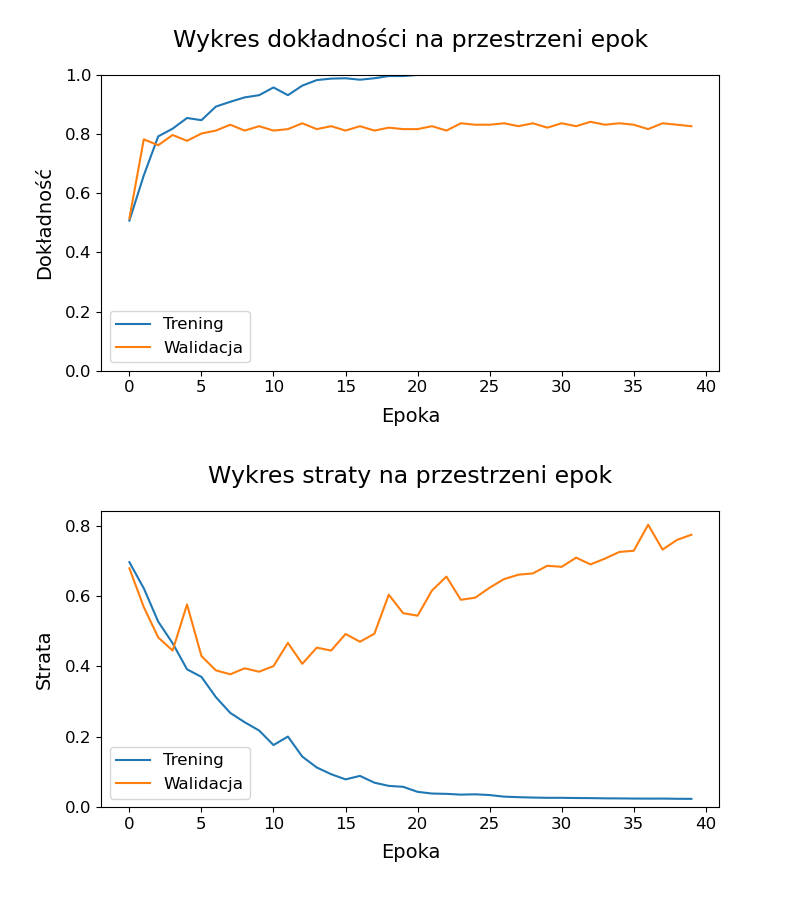 Wykres dokładności na przestrzeni epok
1.0
0.8
0.6
0.4
0.2
0.0
Dokładność
Trening
Walidacja
0 5 10 15 20 25 30 35 40
Epoka
Wykres straty na przestrzeni epok
0.8
0.6
0.4
0.2
0.0
Strata
Trening
Walidacja
0 5 10 15 20 25 30 35 40
Epoka